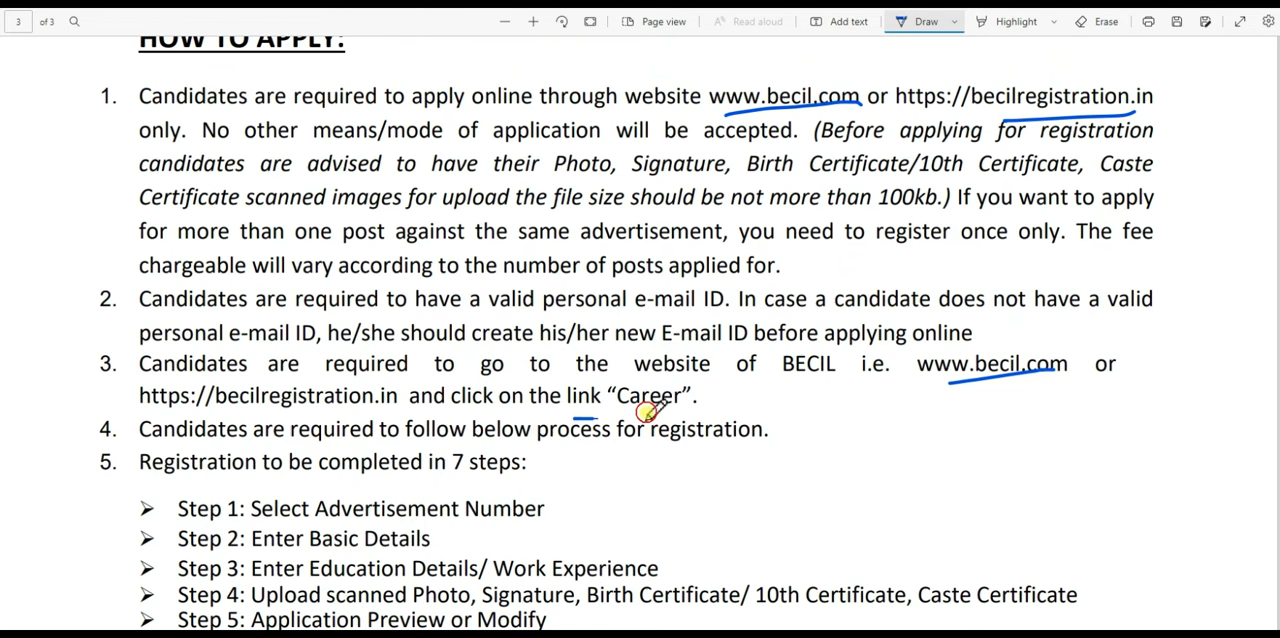 3 of 3 Page view Read aloud Add text Draw Highlight Erase
HOW TO APPLY:
1. Candidates are required to apply online through website www.becil.com or https://becilregistration.in
only. No other means/mode of application will be accepted. (Before applying for registration
candidates are advised to have their Photo, Signature, Birth Certificate/10th Certificate, Caste
Certificate scanned images for upload the file size should be not more than 100kb.) If you want to apply
for more than one post against the same advertisement, you need to register once only. The fee
chargeable will vary according to the number of posts applied for.
2. Candidates are required to have a valid personal e-mail ID. In case a candidate does not have a valid
personal e-mail ID, he/she should create his/her new E-mail ID before applying online
3. Candidates are required to go to the website of BECIL i.e. www.becil.com or
https://becilregistration.in and click on the link “Career”.
4. Candidates are required to follow below process for registration.
5. Registration to be completed in 7 steps:
➢ Step 1: Select Advertisement Number
➢ Step 2: Enter Basic Details
➢ Step 3: Enter Education Details/ Work Experience
➢ Step 4: Upload scanned Photo, Signature, Birth Certificate/ 10th Certificate, Caste Certificate
➢ Step 5: Application Preview or Modify